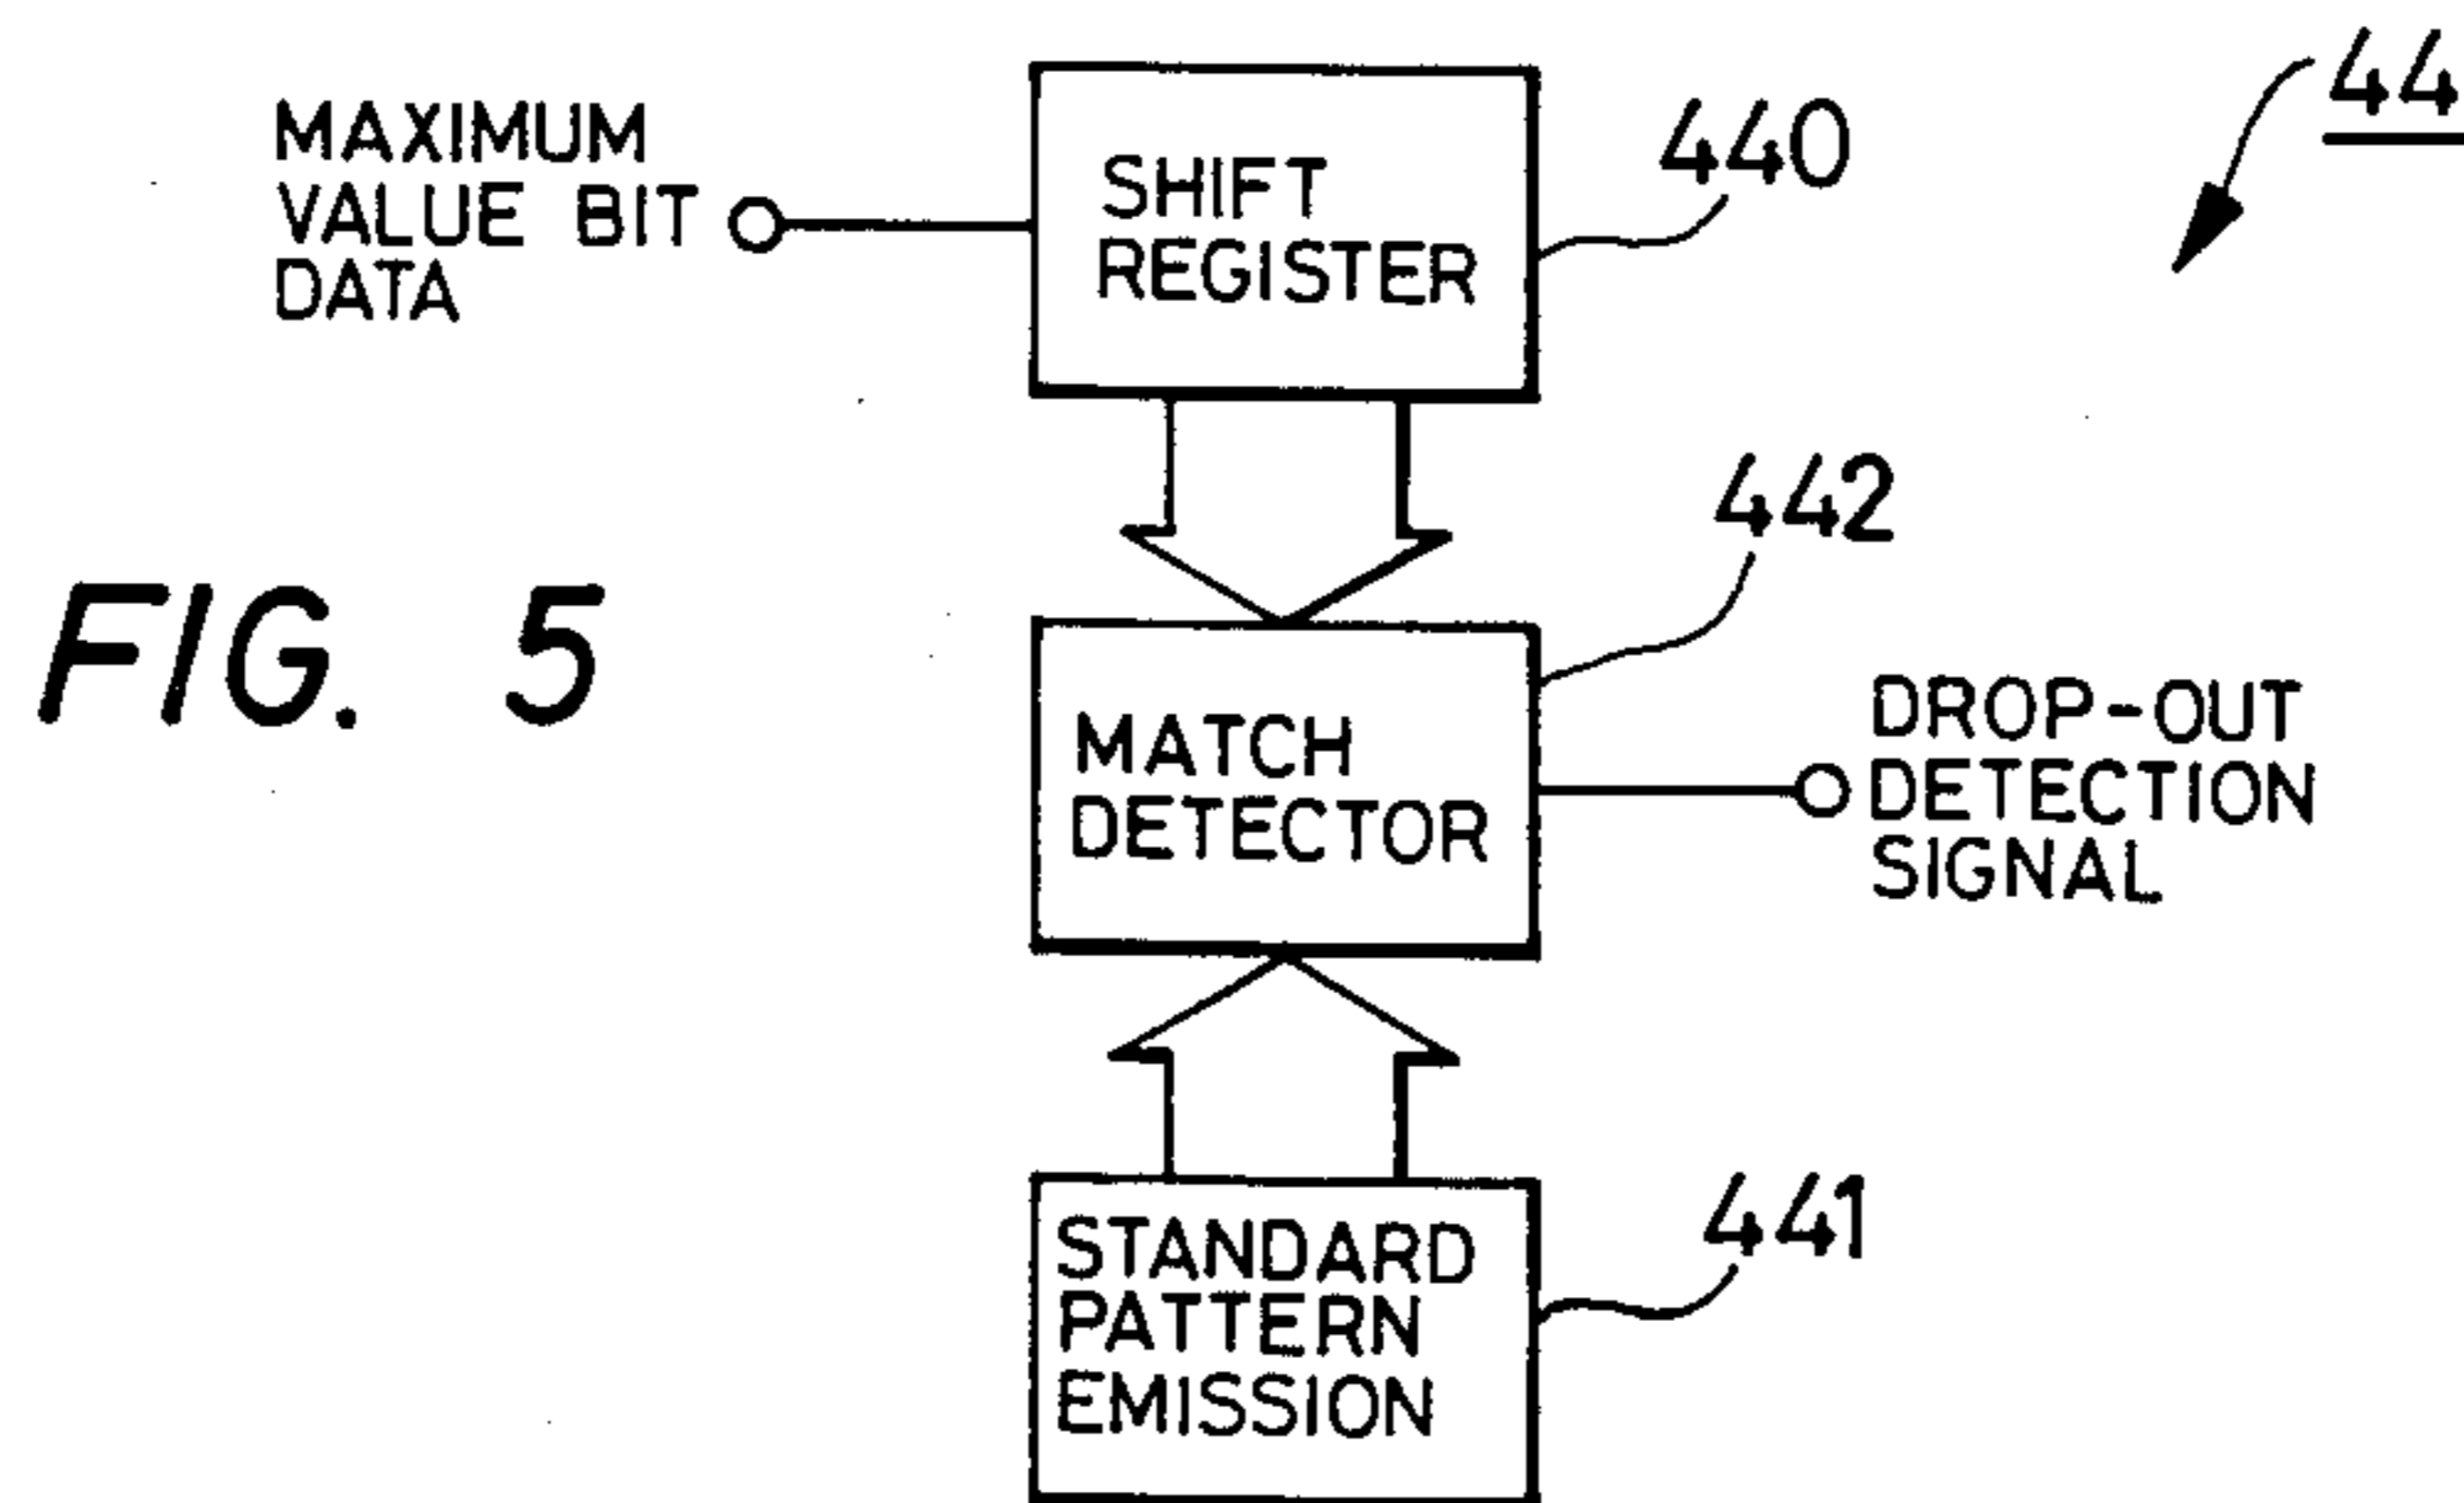 44
MAXIMUM
VALUE BIT
DATA
SHIFT
REGISTER
440
442
FIG. 5
MATCH
DETECTOR
DROP-OUT
DETECTION
SIGNAL
441
STANDARD
PATTERN
EMISSION